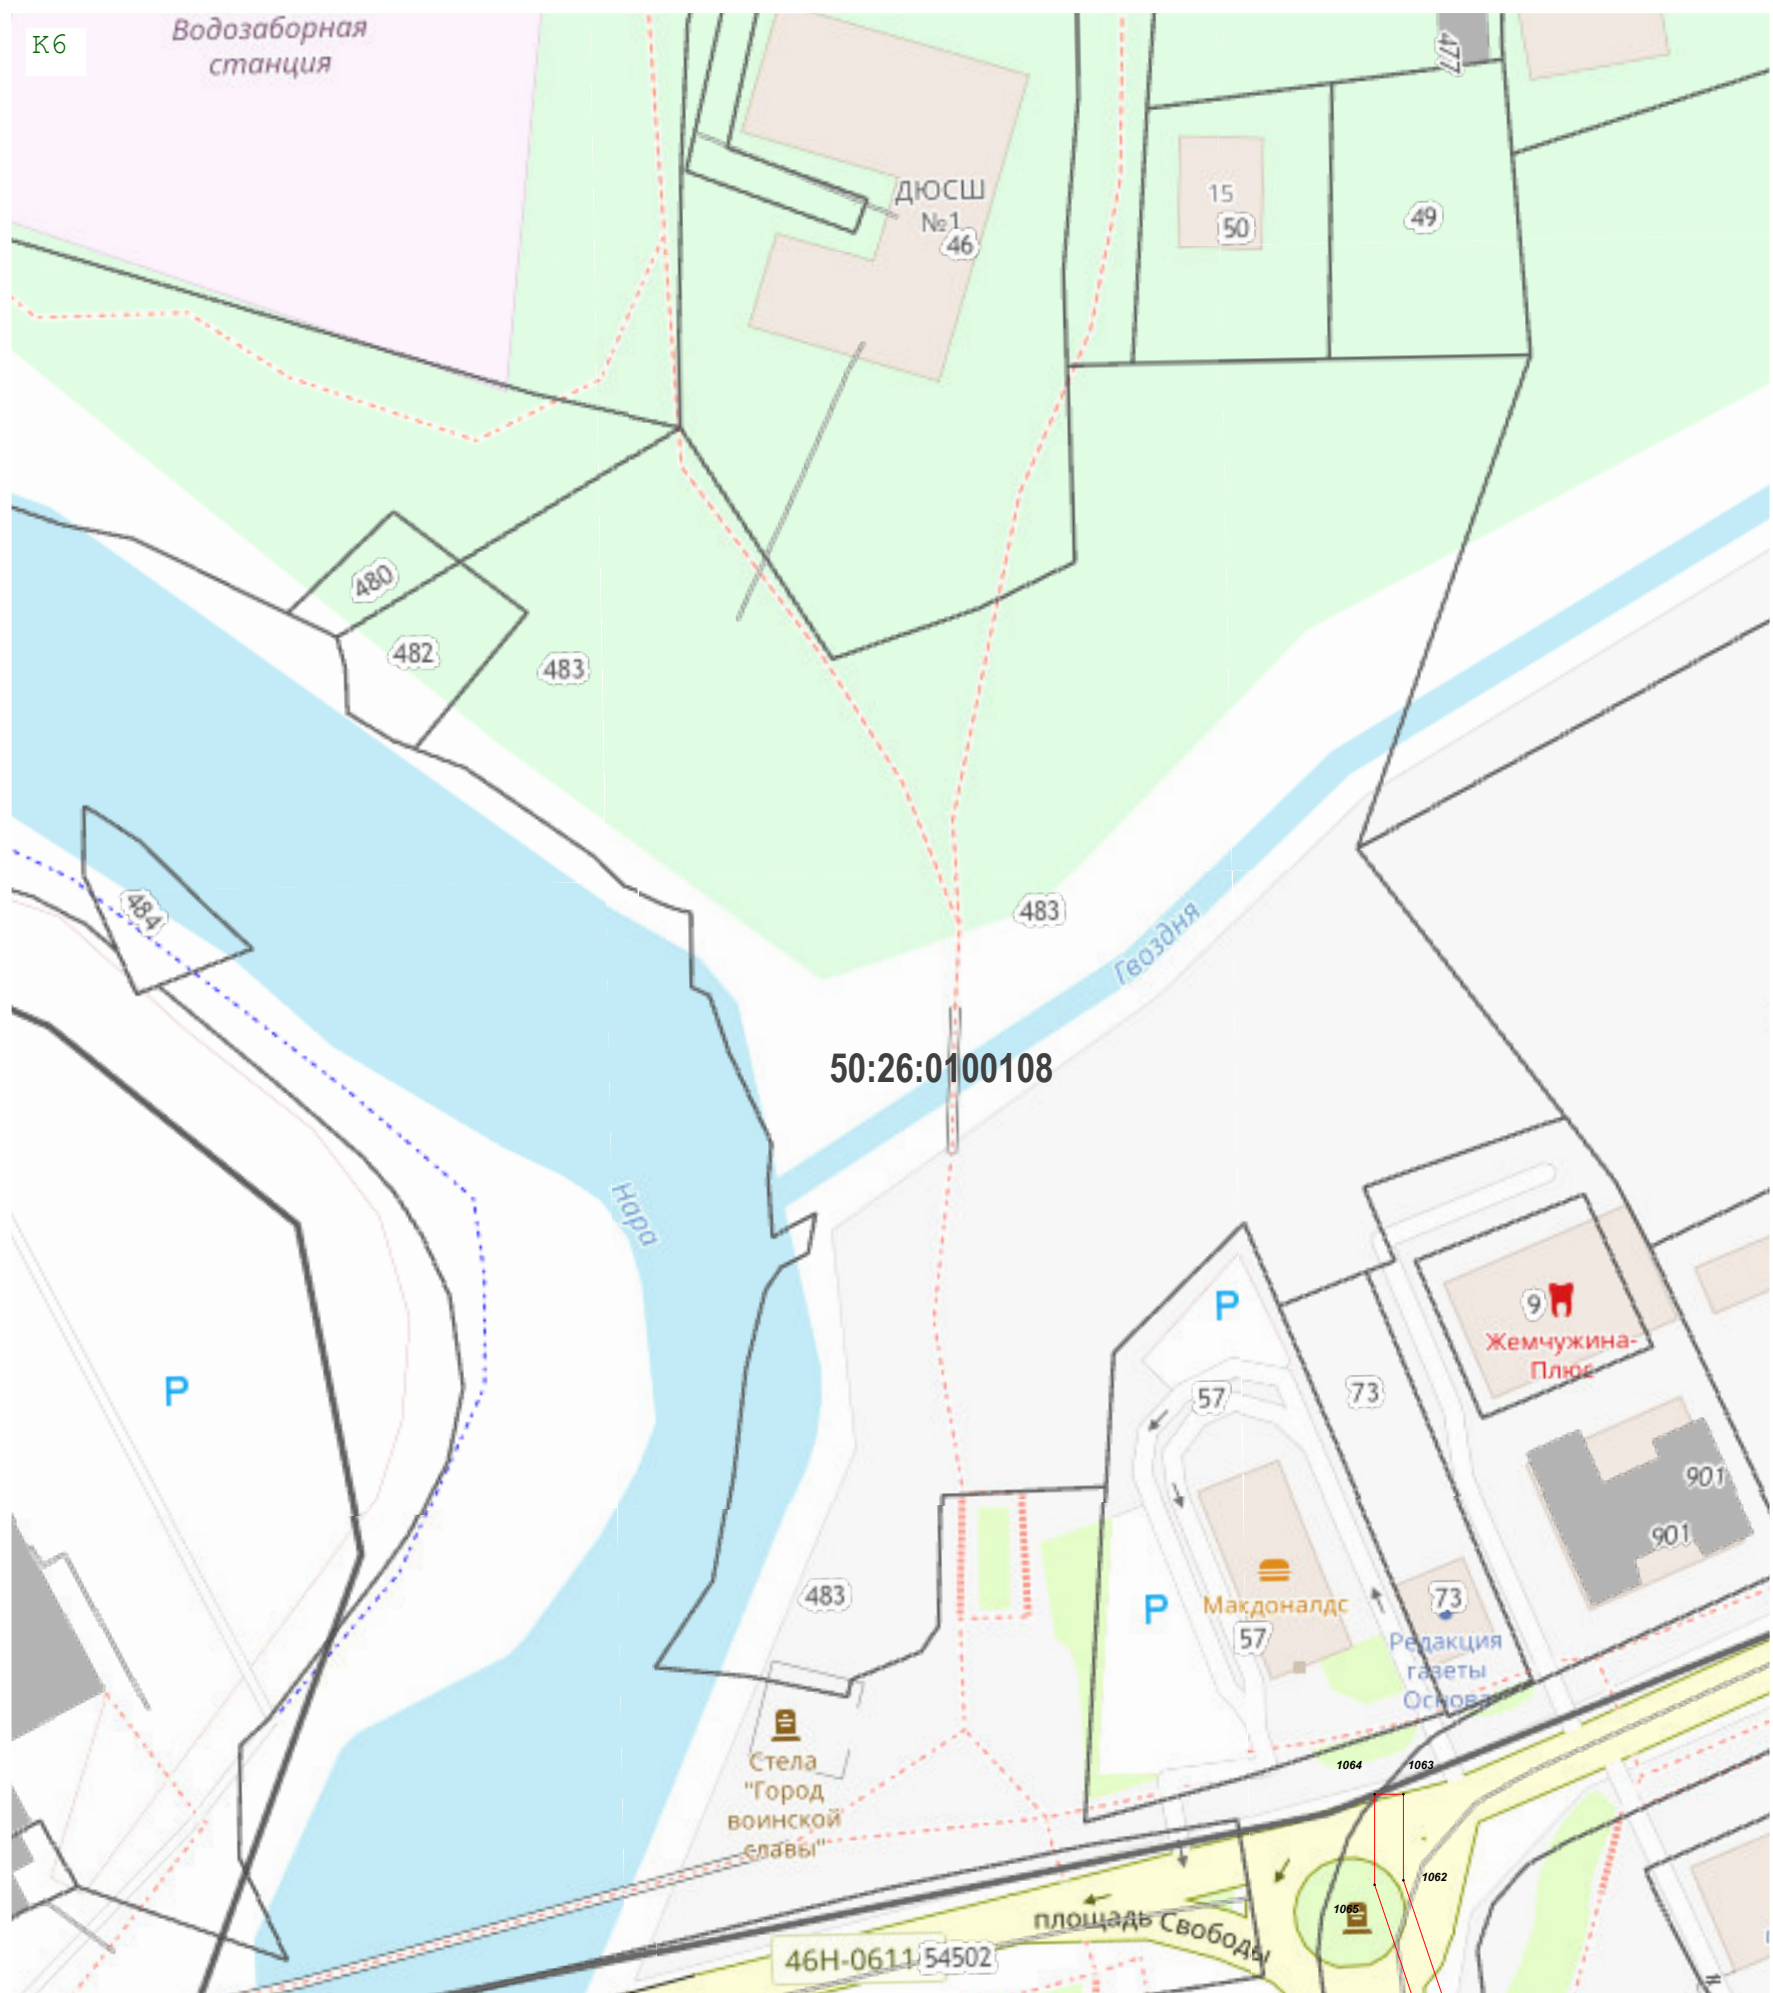 К6
Водозаборная
станция
477
ДЮСШ
№1
46
15
50
49
480
482
483
484
483
Гвоздня
50:26:0100108
Нара
P
9
Жемчужина-
Плюс
P
57
73
901
901
483
P
Макдоналдс
73
57
Редакция
газеты
Основа
Стела
"Город
воинской
славы"
1064
1063
1062
1065
площадь Свободы
46Н-0611
54502